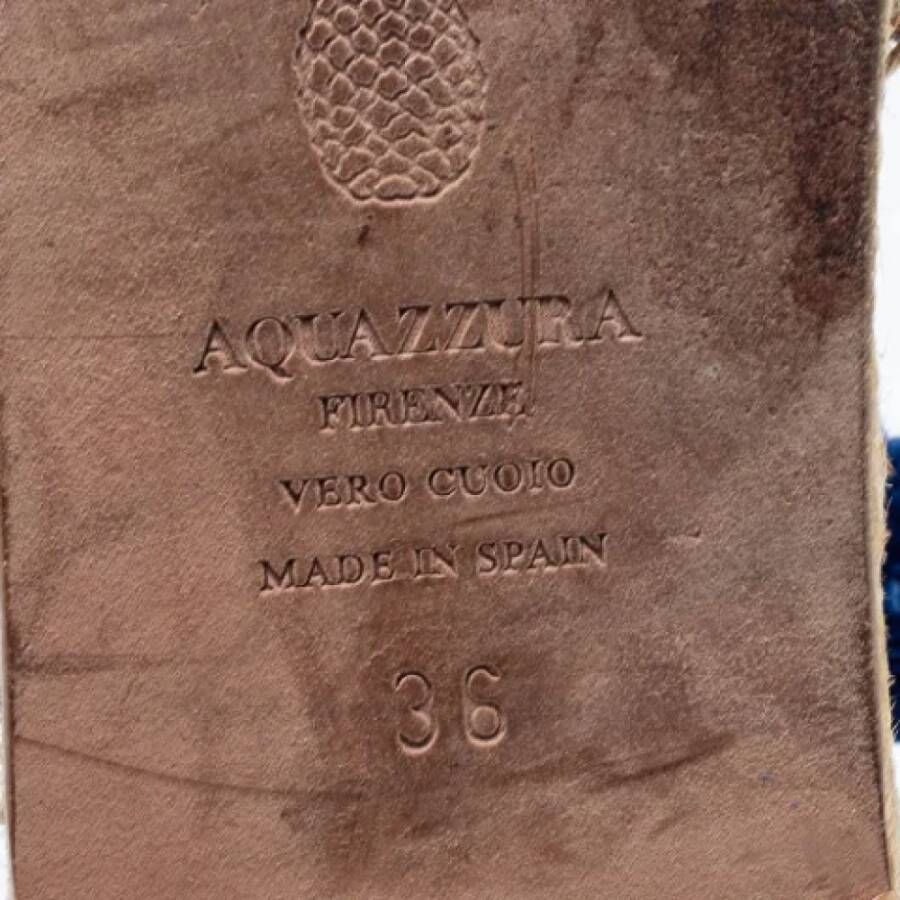 AQUAZZURA
FIRENZE
VERO CUOIO
MADE IN SPAIN
36